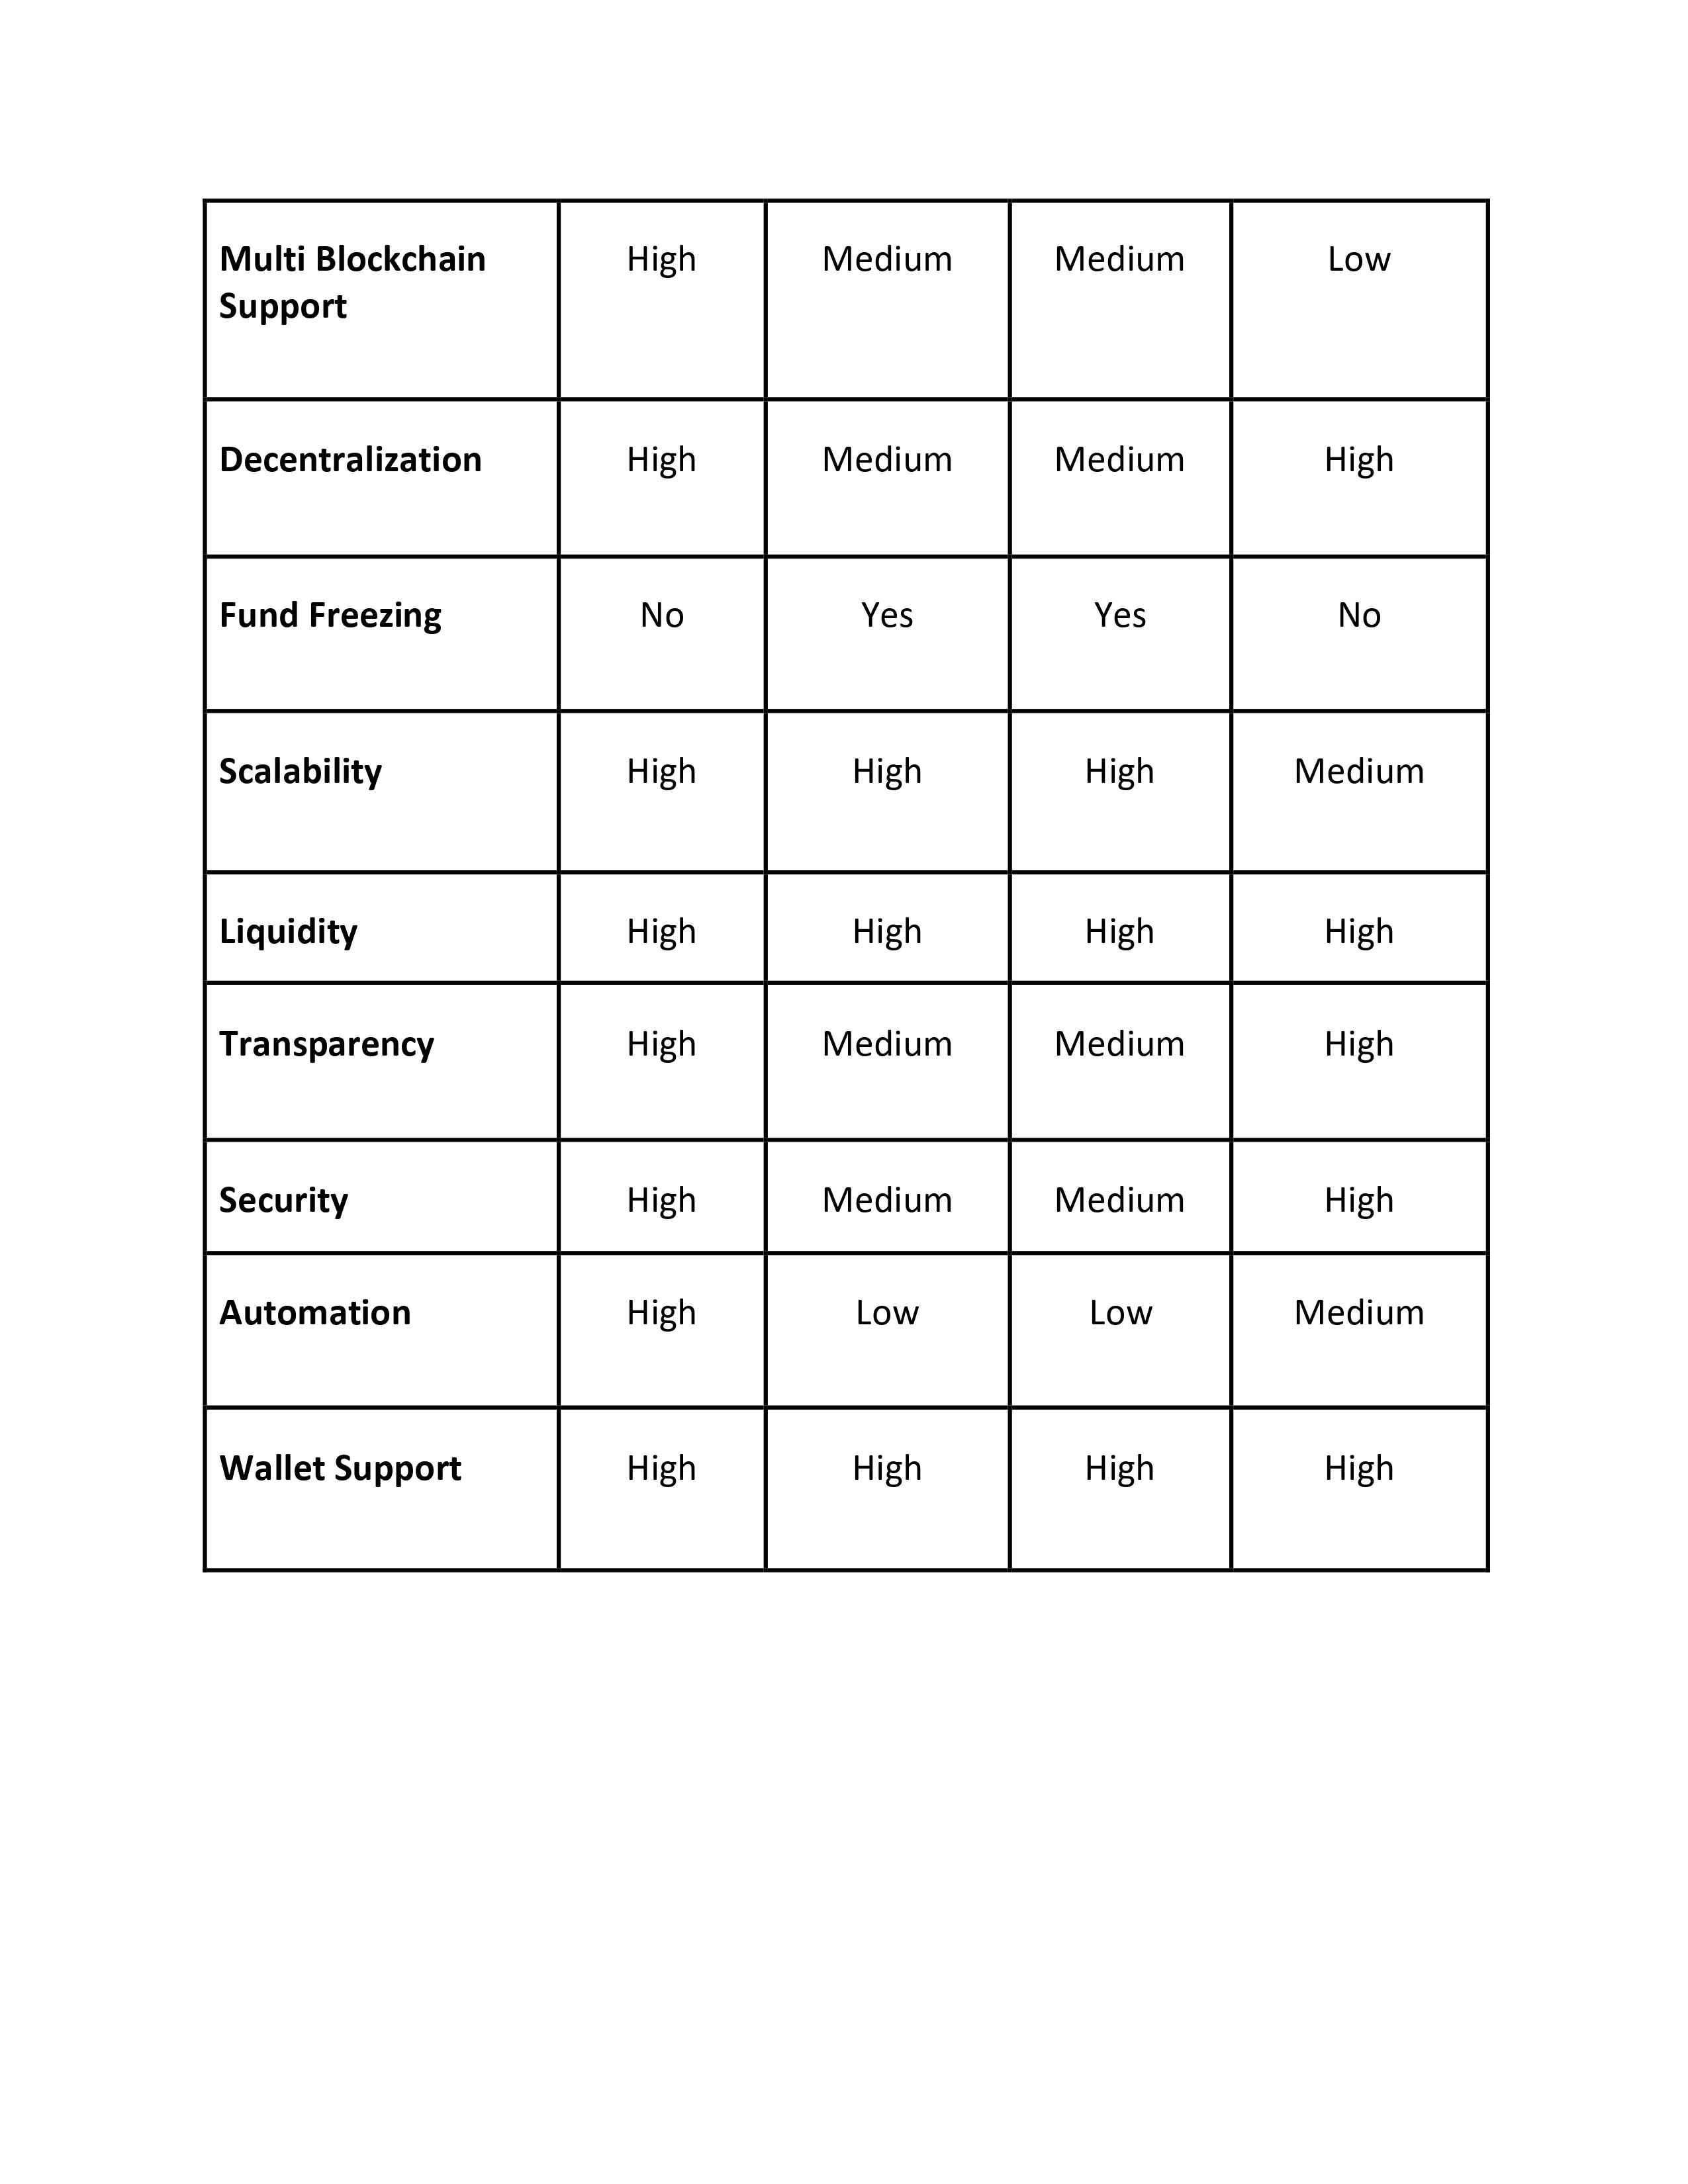 Multi Blockchain High Medium Medium Low
Support
Decentralization High Medium Medium High
Fund Freezing No Yes Yes No
Scalability High High High Medium
Liquidity High High High High
Transparency High Medium Medium High
Security High Medium Medium High
Automation High Low Low Medium
Wallet Support High High High High